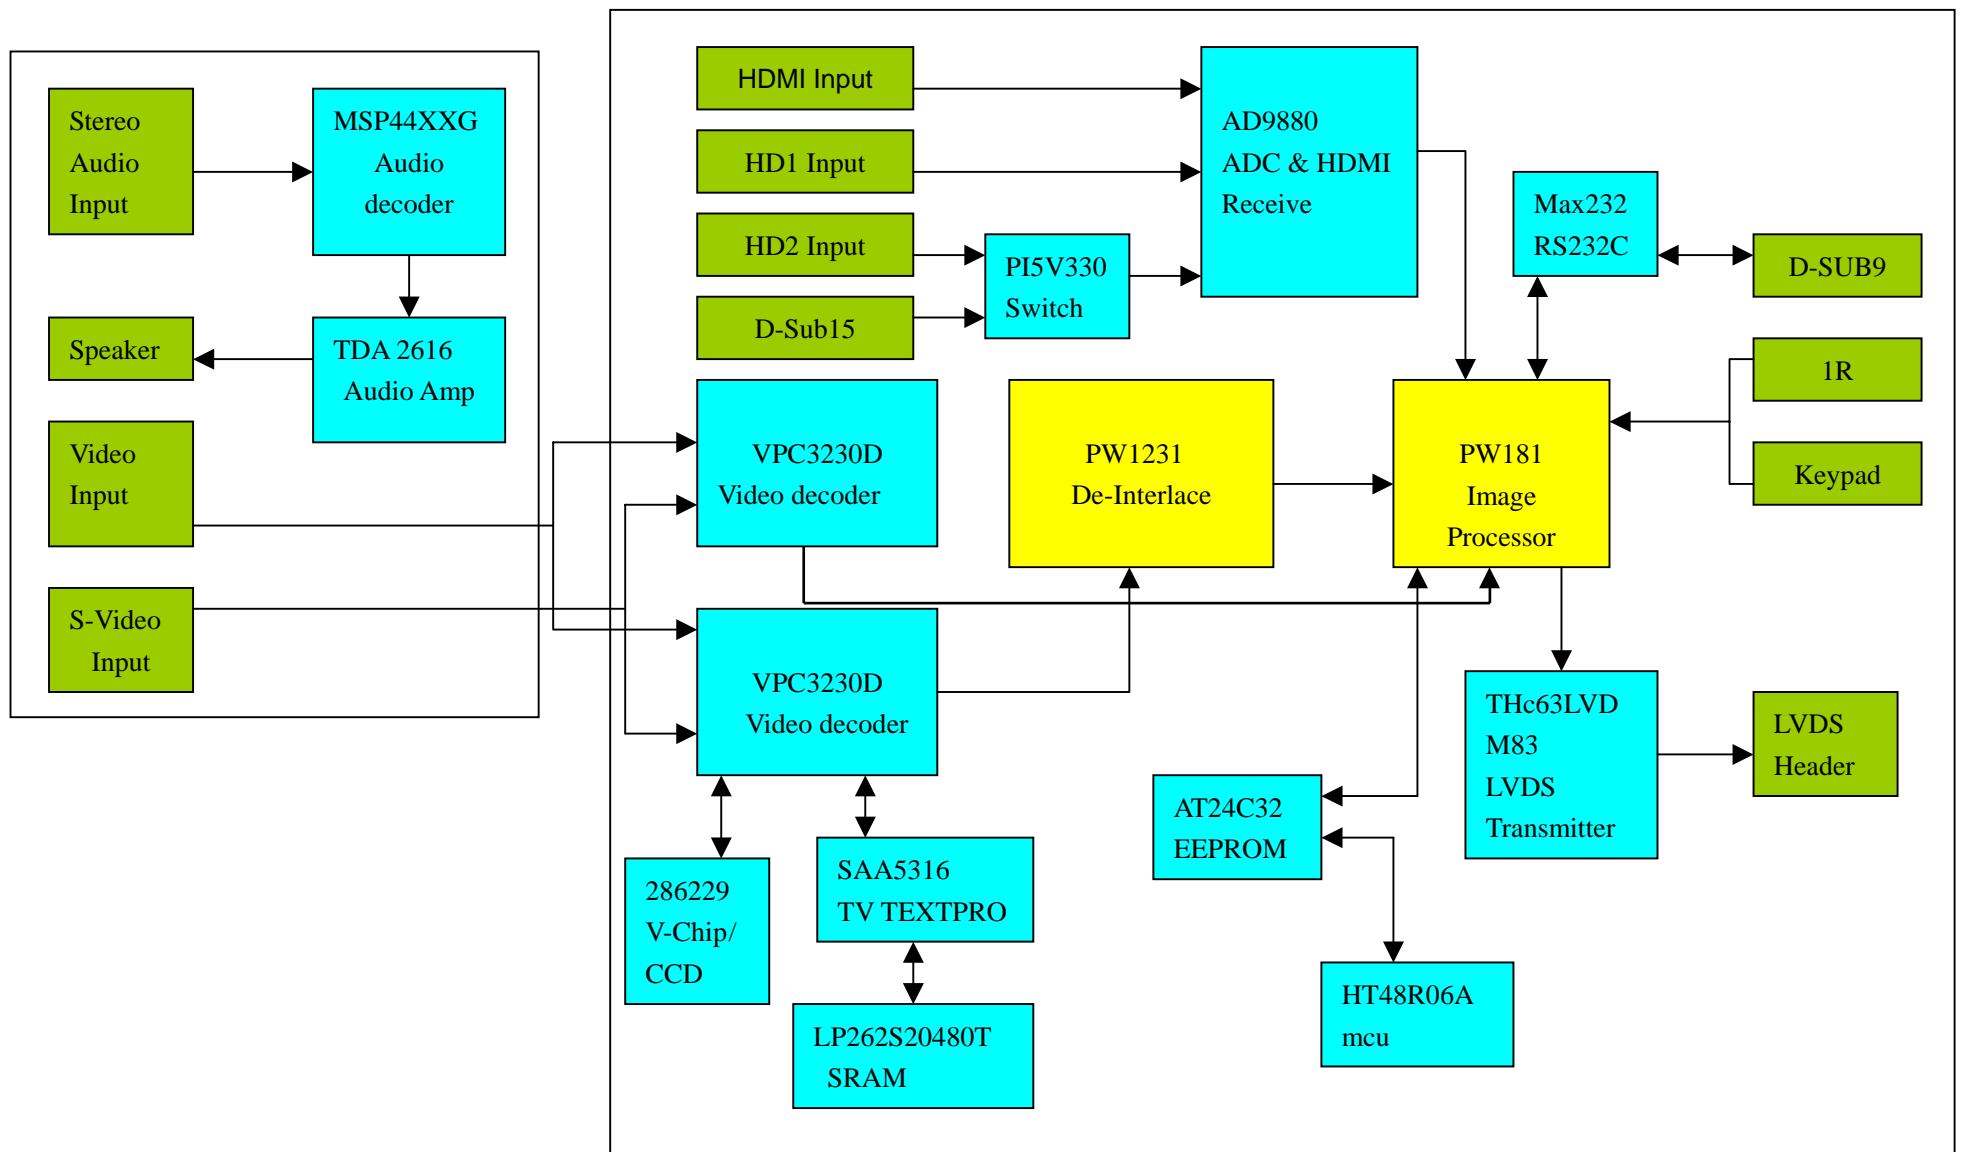 Stereo
Audio
Input
MSP44XXG
Audio
decoder
Speaker
TDA 2616
Audio Amp
Video
Input
S-Video
Input
HDMI Input
HD1 Input
HD2 Input
D-Sub15
PI5V330
Switch
AD9880
ADC & HDMI
Receive
Max232
RS232C
D-SUB9
1R
Keypad
VPC3230D
Video decoder
PW1231
De-Interlace
PW181
Image
Processor
VPC3230D
Video decoder
THc63LVD
M83
LVDS
Transmitter
LVDS
Header
AT24C32
EEPROM
286229
V-Chip/
CCD
SAA5316
TV TEXTPRO
HT48R06A
mcu
LP262S20480T
SRAM